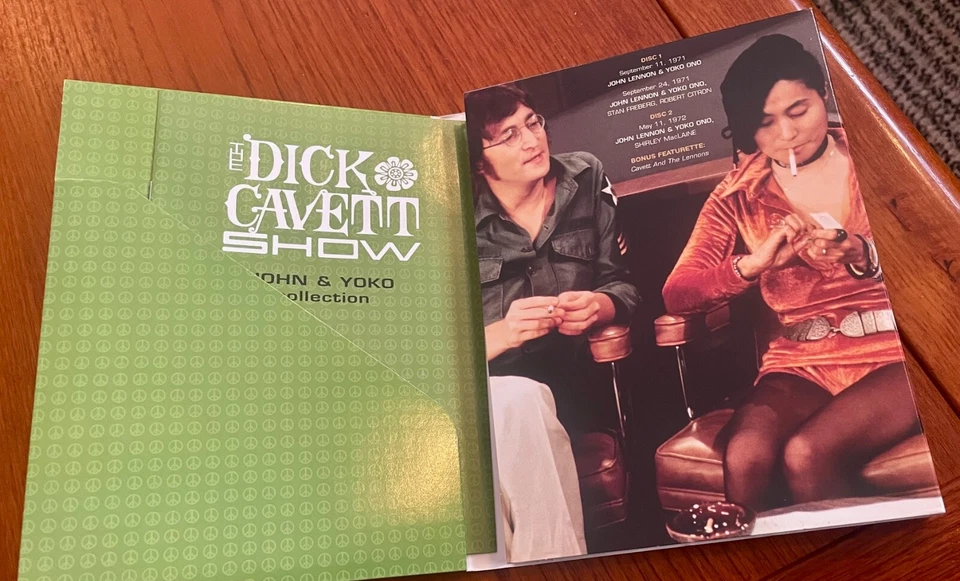 THE
DICK
CAVETT
SHOW
JOHN & YOKO
ollection
DISC 1
September 11, 1971
JOHN LENNON & YOKO ONO
September 24, 1971
JOHN LENNON & YOKO ONO,
STAN FREBERG, ROBERT CITRON
DISC 2
May 11, 1972
JOHN LENNON & YOKO ONO,
SHIRLEY MacLAINE
BONUS FEATURETTE:
Cavett And The Lennons